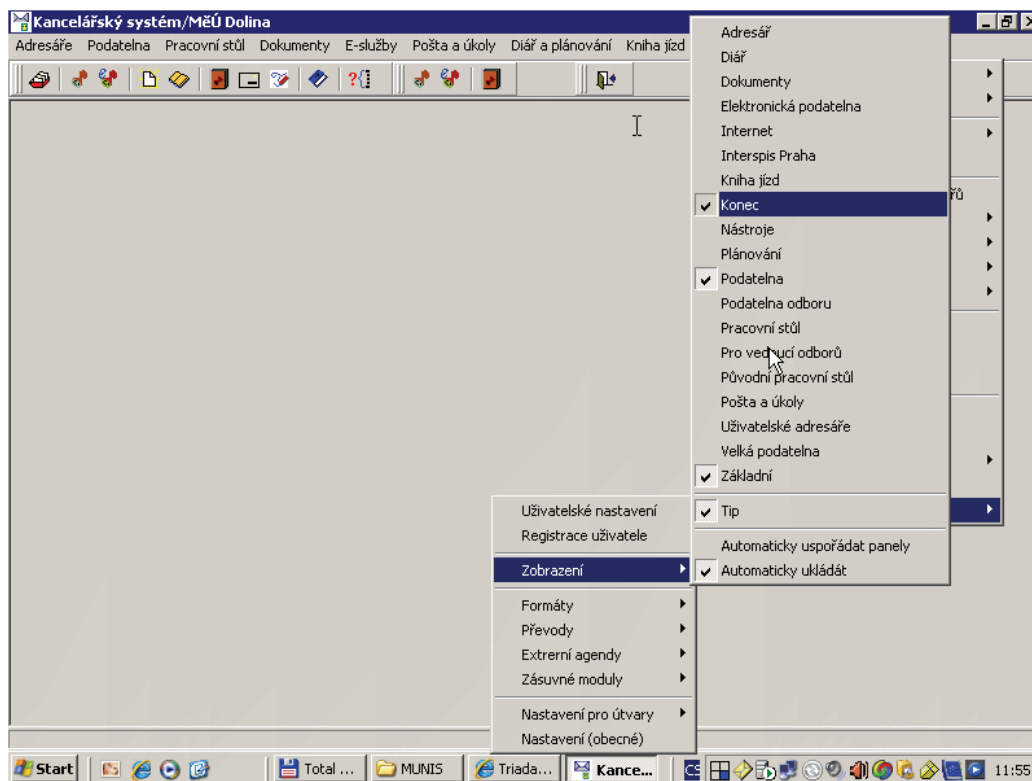 Kancelářský systém/MěÚ Dolina
Adresáře Podatelna Pracovní stůl Dokumenty E-služby Pošta a úkoly Diář a plánování Kniha jízd
Adresář
Diář
Dokumenty
Elektronická podatelna
Internet
Interspis Praha
Kniha jízd
Konec
Nástroje
Plánování
Podatelna
Podatelna odboru
Pracovní stůl
Pro vedoucí odborů
Původní pracovní stůl
Pošta a úkoly
Uživatelské adresáře
Velká podatelna
Základní
Tip
Automaticky uspořádat panely
Automaticky ukládát
řů
Uživatelské nastavení
Registrace uživatele
Zobrazení
Formáty
Převody
Extrerní agendy
Zásuvné moduly
Nastavení pro útvary
Nastavení (obecné)
Start Total ... MUNIS Triada... Kance... CS 11:55